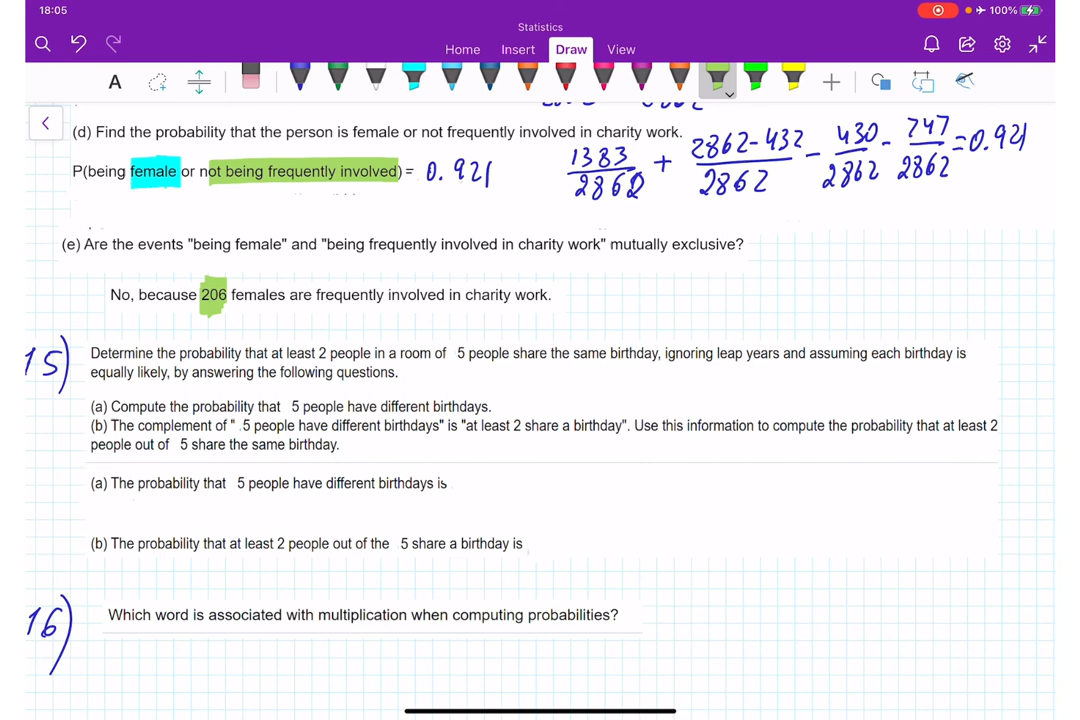 18:05
100%
Statistics
Home Insert Draw View
A
(d) Find the probability that the person is female or not frequently involved in charity work.
P(being female or not being frequently involved) = 0.921
1383/2862 + 2862-432/2862 - 430/2862 - 747/2862 = 0.921
(e) Are the events "being female" and "being frequently involved in charity work" mutually exclusive?
No, because 206 females are frequently involved in charity work.
15)
Determine the probability that at least 2 people in a room of 5 people share the same birthday, ignoring leap years and assuming each birthday is
equally likely, by answering the following questions.
(a) Compute the probability that 5 people have different birthdays.
(b) The complement of " 5 people have different birthdays" is "at least 2 share a birthday". Use this information to compute the probability that at least 2
people out of 5 share the same birthday.
(a) The probability that 5 people have different birthdays is
(b) The probability that at least 2 people out of the 5 share a birthday is
16)
Which word is associated with multiplication when computing probabilities?